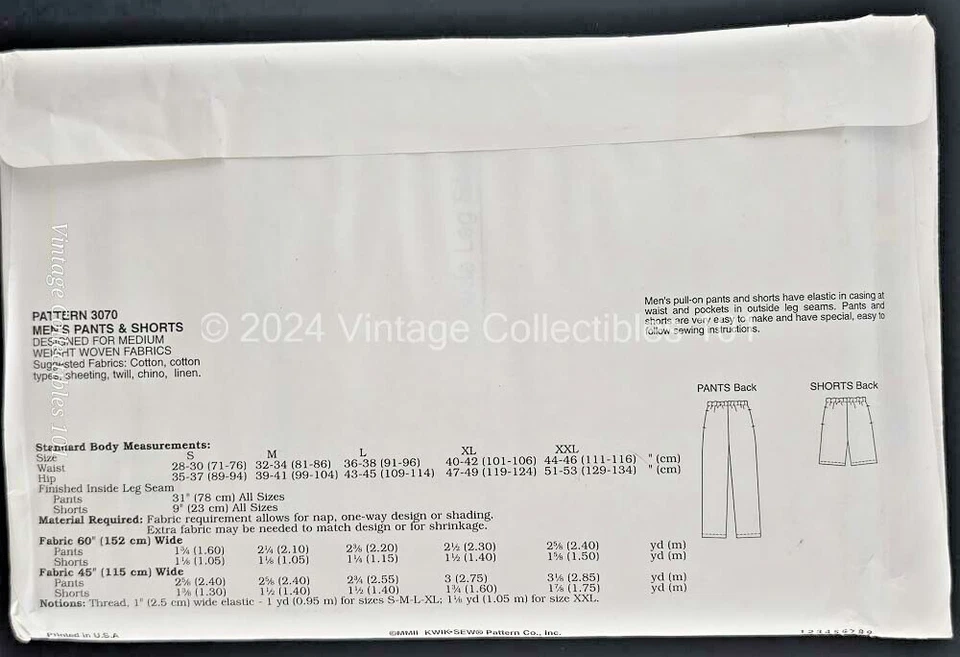 PATTERN 3070
MEN'S PANTS & SHORTS
DESIGNED FOR MEDIUM
WEIGHT WOVEN FABRICS
Suggested Fabrics: Cotton, cotton
types, sheeting, twill, chino, linen.
© 2024 Vintage Collectibles 101
Vintage Collectibles 101
Men's pull-on pants and shorts have elastic in casing at
waist and pockets in outside leg seams. Pants and
shorts are very easy to make and have special, easy to
follow sewing instructions.
PANTS Back SHORTS Back
Standard Body Measurements:
Size S M L XL XXL
Waist 28-30 (71-76) 32-34 (81-86) 36-38 (91-96) 40-42 (101-106) 44-46 (111-116) " (cm)
Hip 35-37 (89-94) 39-41 (99-104) 43-45 (109-114) 47-49 (119-124) 51-53 (129-134) " (cm)
Finished Inside Leg Seam
Pants 31" (78 cm) All Sizes
Shorts 9" (23 cm) All Sizes
Material Required: Fabric requirement allows for nap, one-way design or shading.
Extra fabric may be needed to match design or for shrinkage.
Fabric 60" (152 cm) Wide
Pants 1¾ (1.60) 2¼ (2.10) 2⅜ (2.20) 2½ (2.30) 2⅝ (2.40) yd (m)
Shorts 1⅛ (1.05) 1⅛ (1.05) 1¼ (1.15) 1½ (1.40) 1⅝ (1.50) yd (m)
Fabric 45" (115 cm) Wide
Pants 2⅝ (2.40) 2⅝ (2.40) 2¾ (2.55) 3 (2.75) 3⅛ (2.85) yd (m)
Shorts 1⅜ (1.30) 1½ (1.40) 1½ (1.40) 1¾ (1.60) 1⅞ (1.75) yd (m)
Notions: Thread, 1" (2.5 cm) wide elastic - 1 yd (0.95 m) for sizes S-M-L-XL; 1⅛ yd (1.05 m) for size XXL.
Printed in U.S.A ©MMII KWIK•SEW® Pattern Co., Inc.